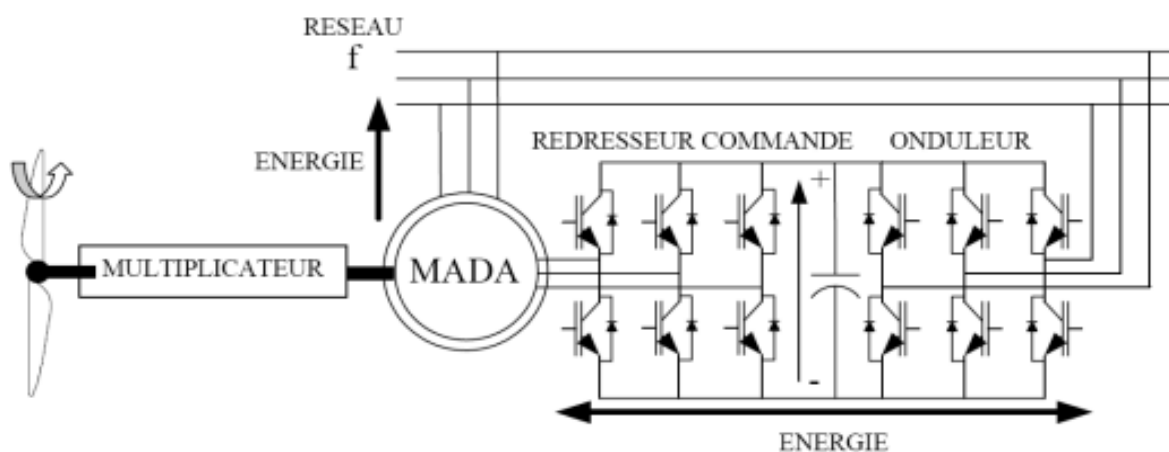 RESEAU
f
REDRESSEUR COMMANDE
ONDULEUR
ENERGIE
+
MULTIPLICATEUR
MADA
-
ENERGIE